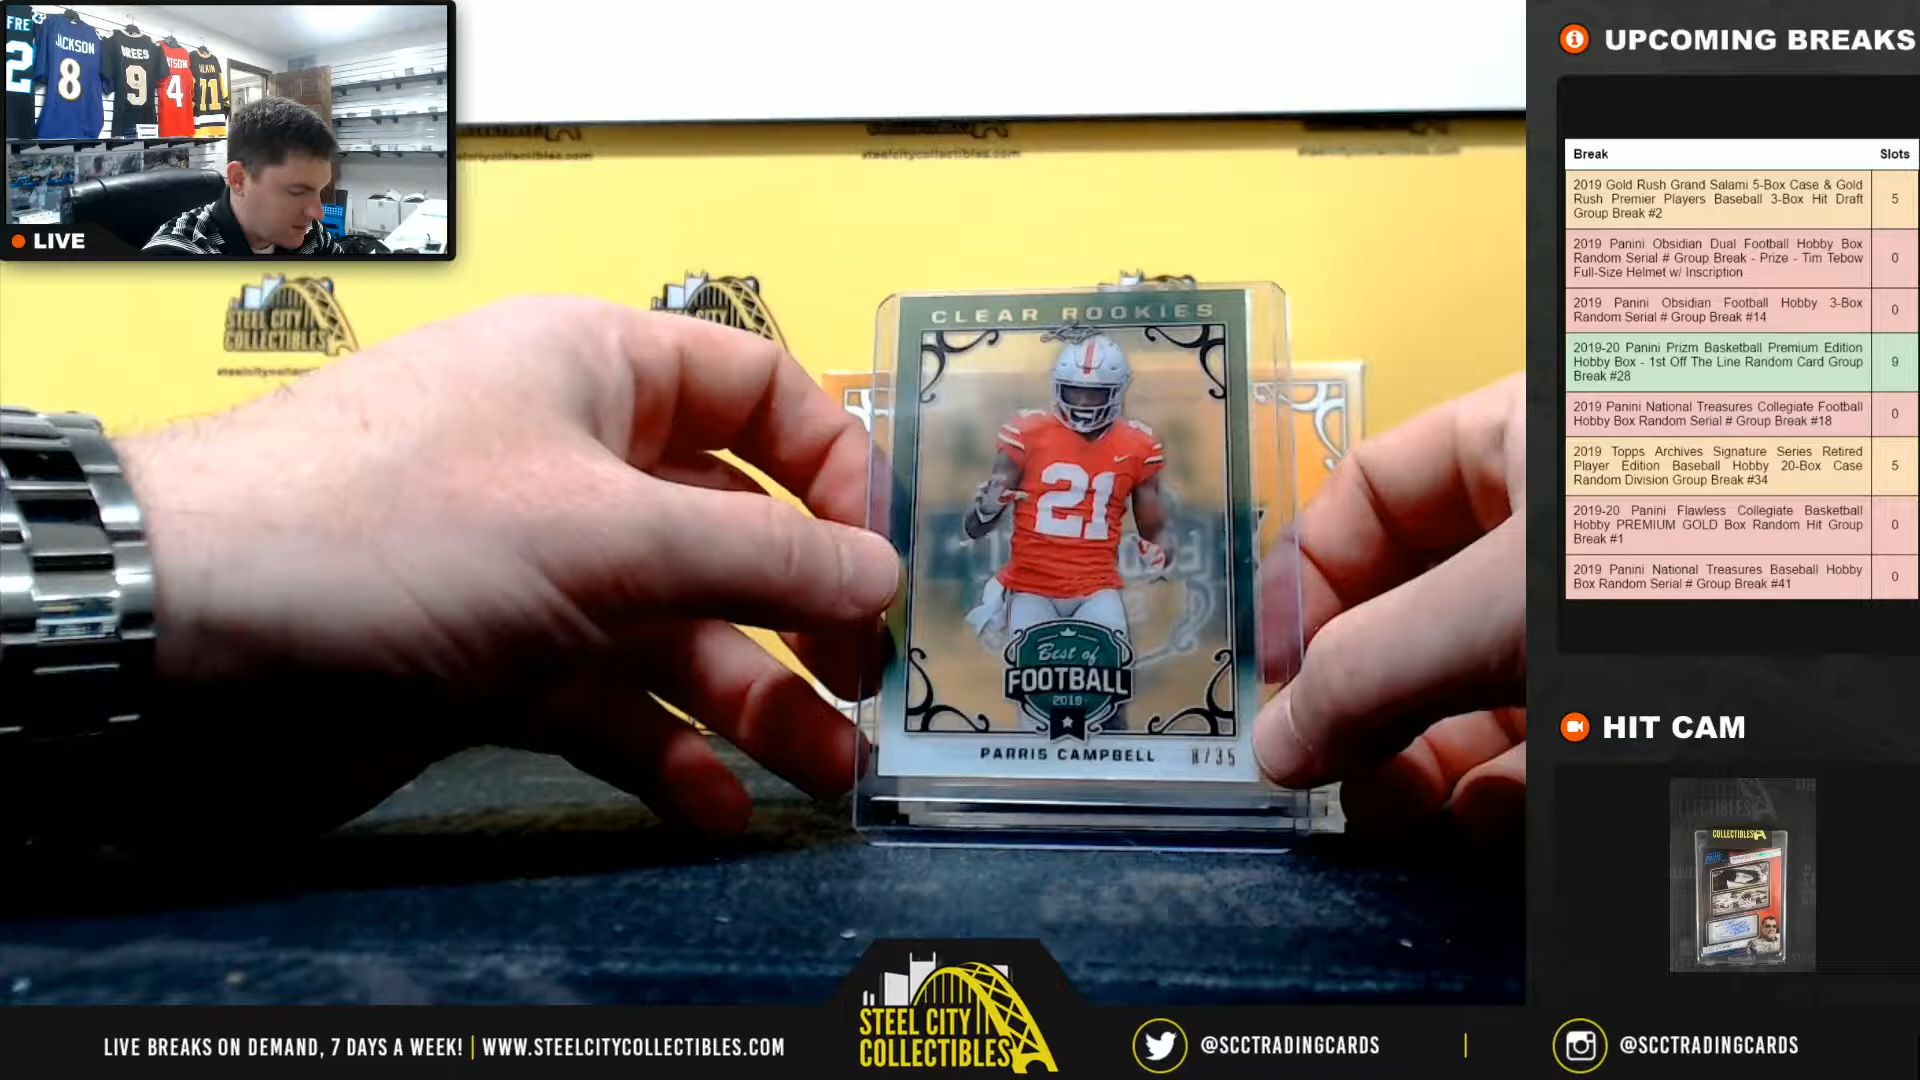 FRE
2
JACKSON
8
BREES
9
4
11
LIVE
STEEL CITY
COLLECTIBLES
steelcitycollectibles.com
steelcitycollectibles.com
CLEAR ROOKIES
Leaf
21
Best of
FOOTBALL
2019
PARRIS CAMPBELL
8/35
UPCOMING BREAKS
Break Slots
2019 Gold Rush Grand Salami 5-Box Case & Gold
Rush Premier Players Baseball 3-Box Hit Draft
Group Break #2
5
2019 Panini Obsidian Dual Football Hobby Box
Random Serial # Group Break - Prize - Tim Tebow
Full-Size Helmet w/ Inscription
0
2019 Panini Obsidian Football Hobby 3-Box
Random Serial # Group Break #14
0
2019-20 Panini Prizm Basketball Premium Edition
Hobby Box - 1st Off The Line Random Card Group
Break #28
9
2019 Panini National Treasures Collegiate Football
Hobby Box Random Serial # Group Break #18
0
2019 Topps Archives Signature Series Retired
Player Edition Baseball Hobby 20-Box Case
Random Division Group Break #34
5
2019-20 Panini Flawless Collegiate Basketball
Hobby PREMIUM GOLD Box Random Hit Group
Break #1
0
2019 Panini National Treasures Baseball Hobby
Box Random Serial # Group Break #41
0
HIT CAM
COLLECTIBLES
LIVE BREAKS ON DEMAND, 7 DAYS A WEEK! | WWW.STEELCITYCOLLECTIBLES.COM
STEEL CITY
COLLECTIBLES
@SCCTRADINGCARDS
|
@SCCTRADINGCARDS